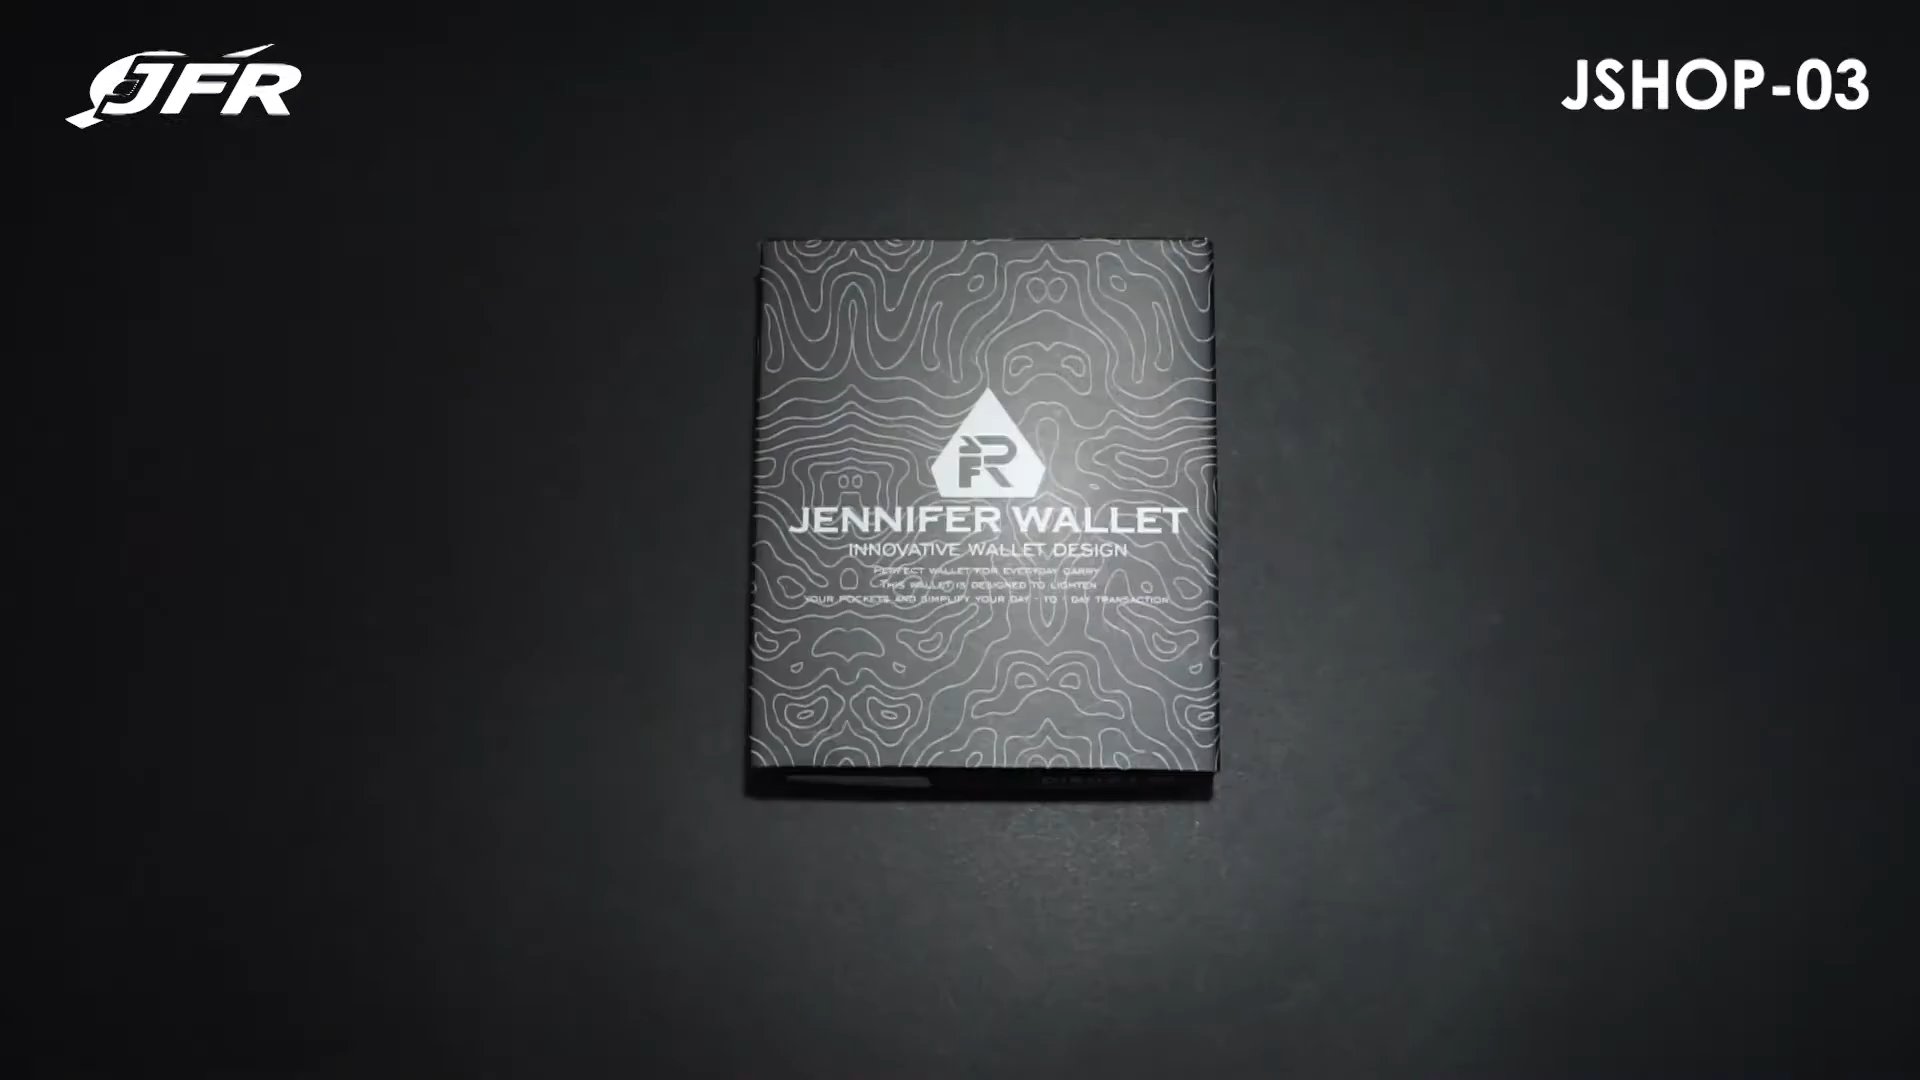 JFR
JSHOP-03
JENNIFER WALLET
INNOVATIVE WALLET DESIGN
PERFECT WALLET FOR EVERYDAY CARRY
THIS WALLET IS DESIGNED TO LIGHTEN
YOUR POCKETS AND SIMPLIFY YOUR DAY - TO - DAY TRANSACTION